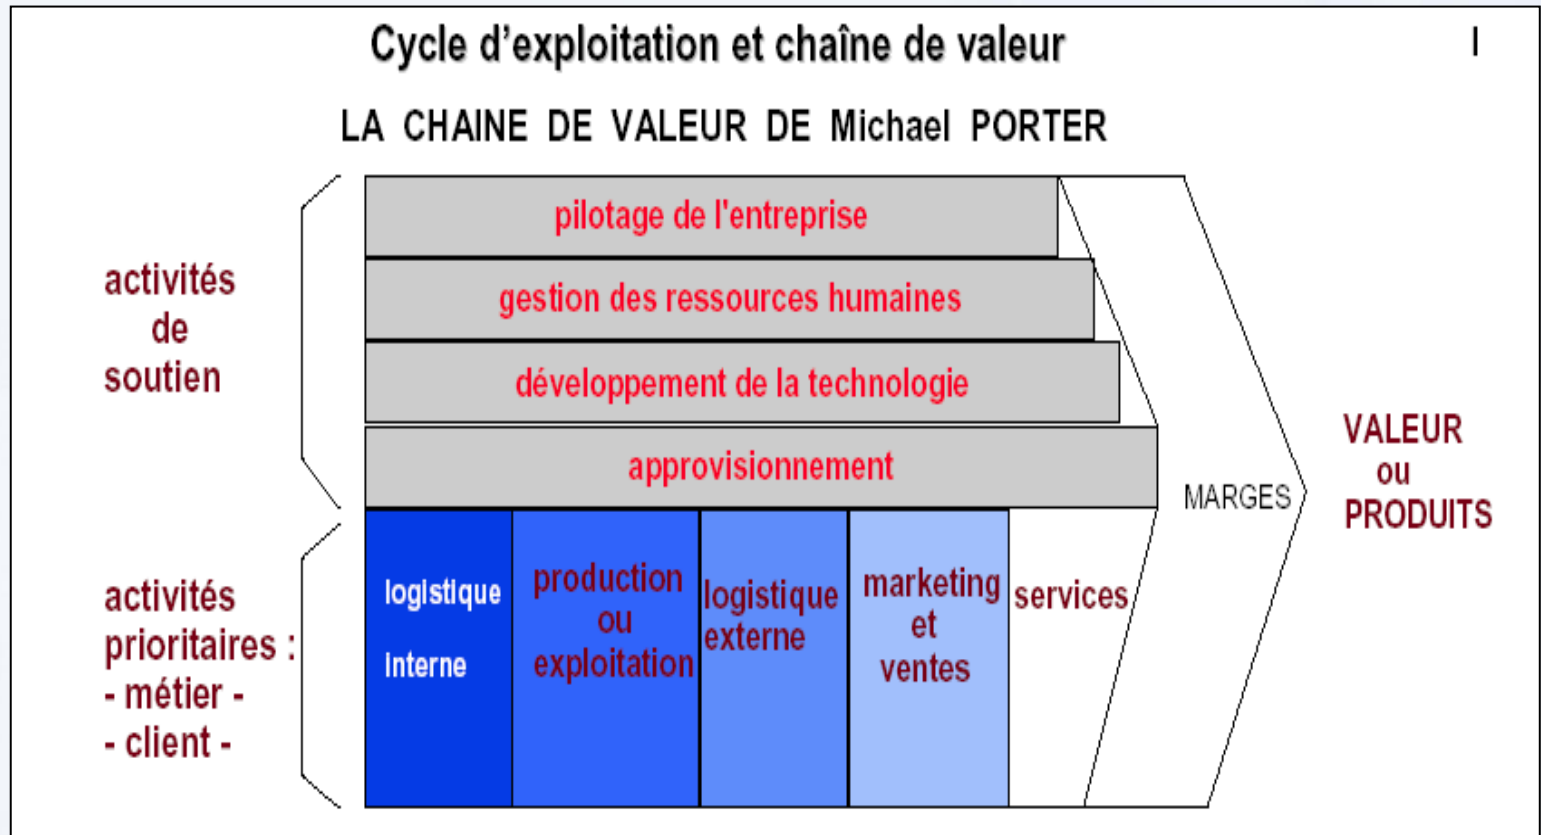 Cycle d’exploitation et chaîne de valeur
I
LA CHAINE DE VALEUR DE Michael PORTER
activités
de
soutien
pilotage de l'entreprise
gestion des ressources humaines
développement de la technologie
approvisionnement
activités
prioritaires :
- métier -
- client -
logistique
interne
production
ou
exploitation
logistique
externe
marketing
et
ventes
services
MARGES
VALEUR
ou
PRODUITS